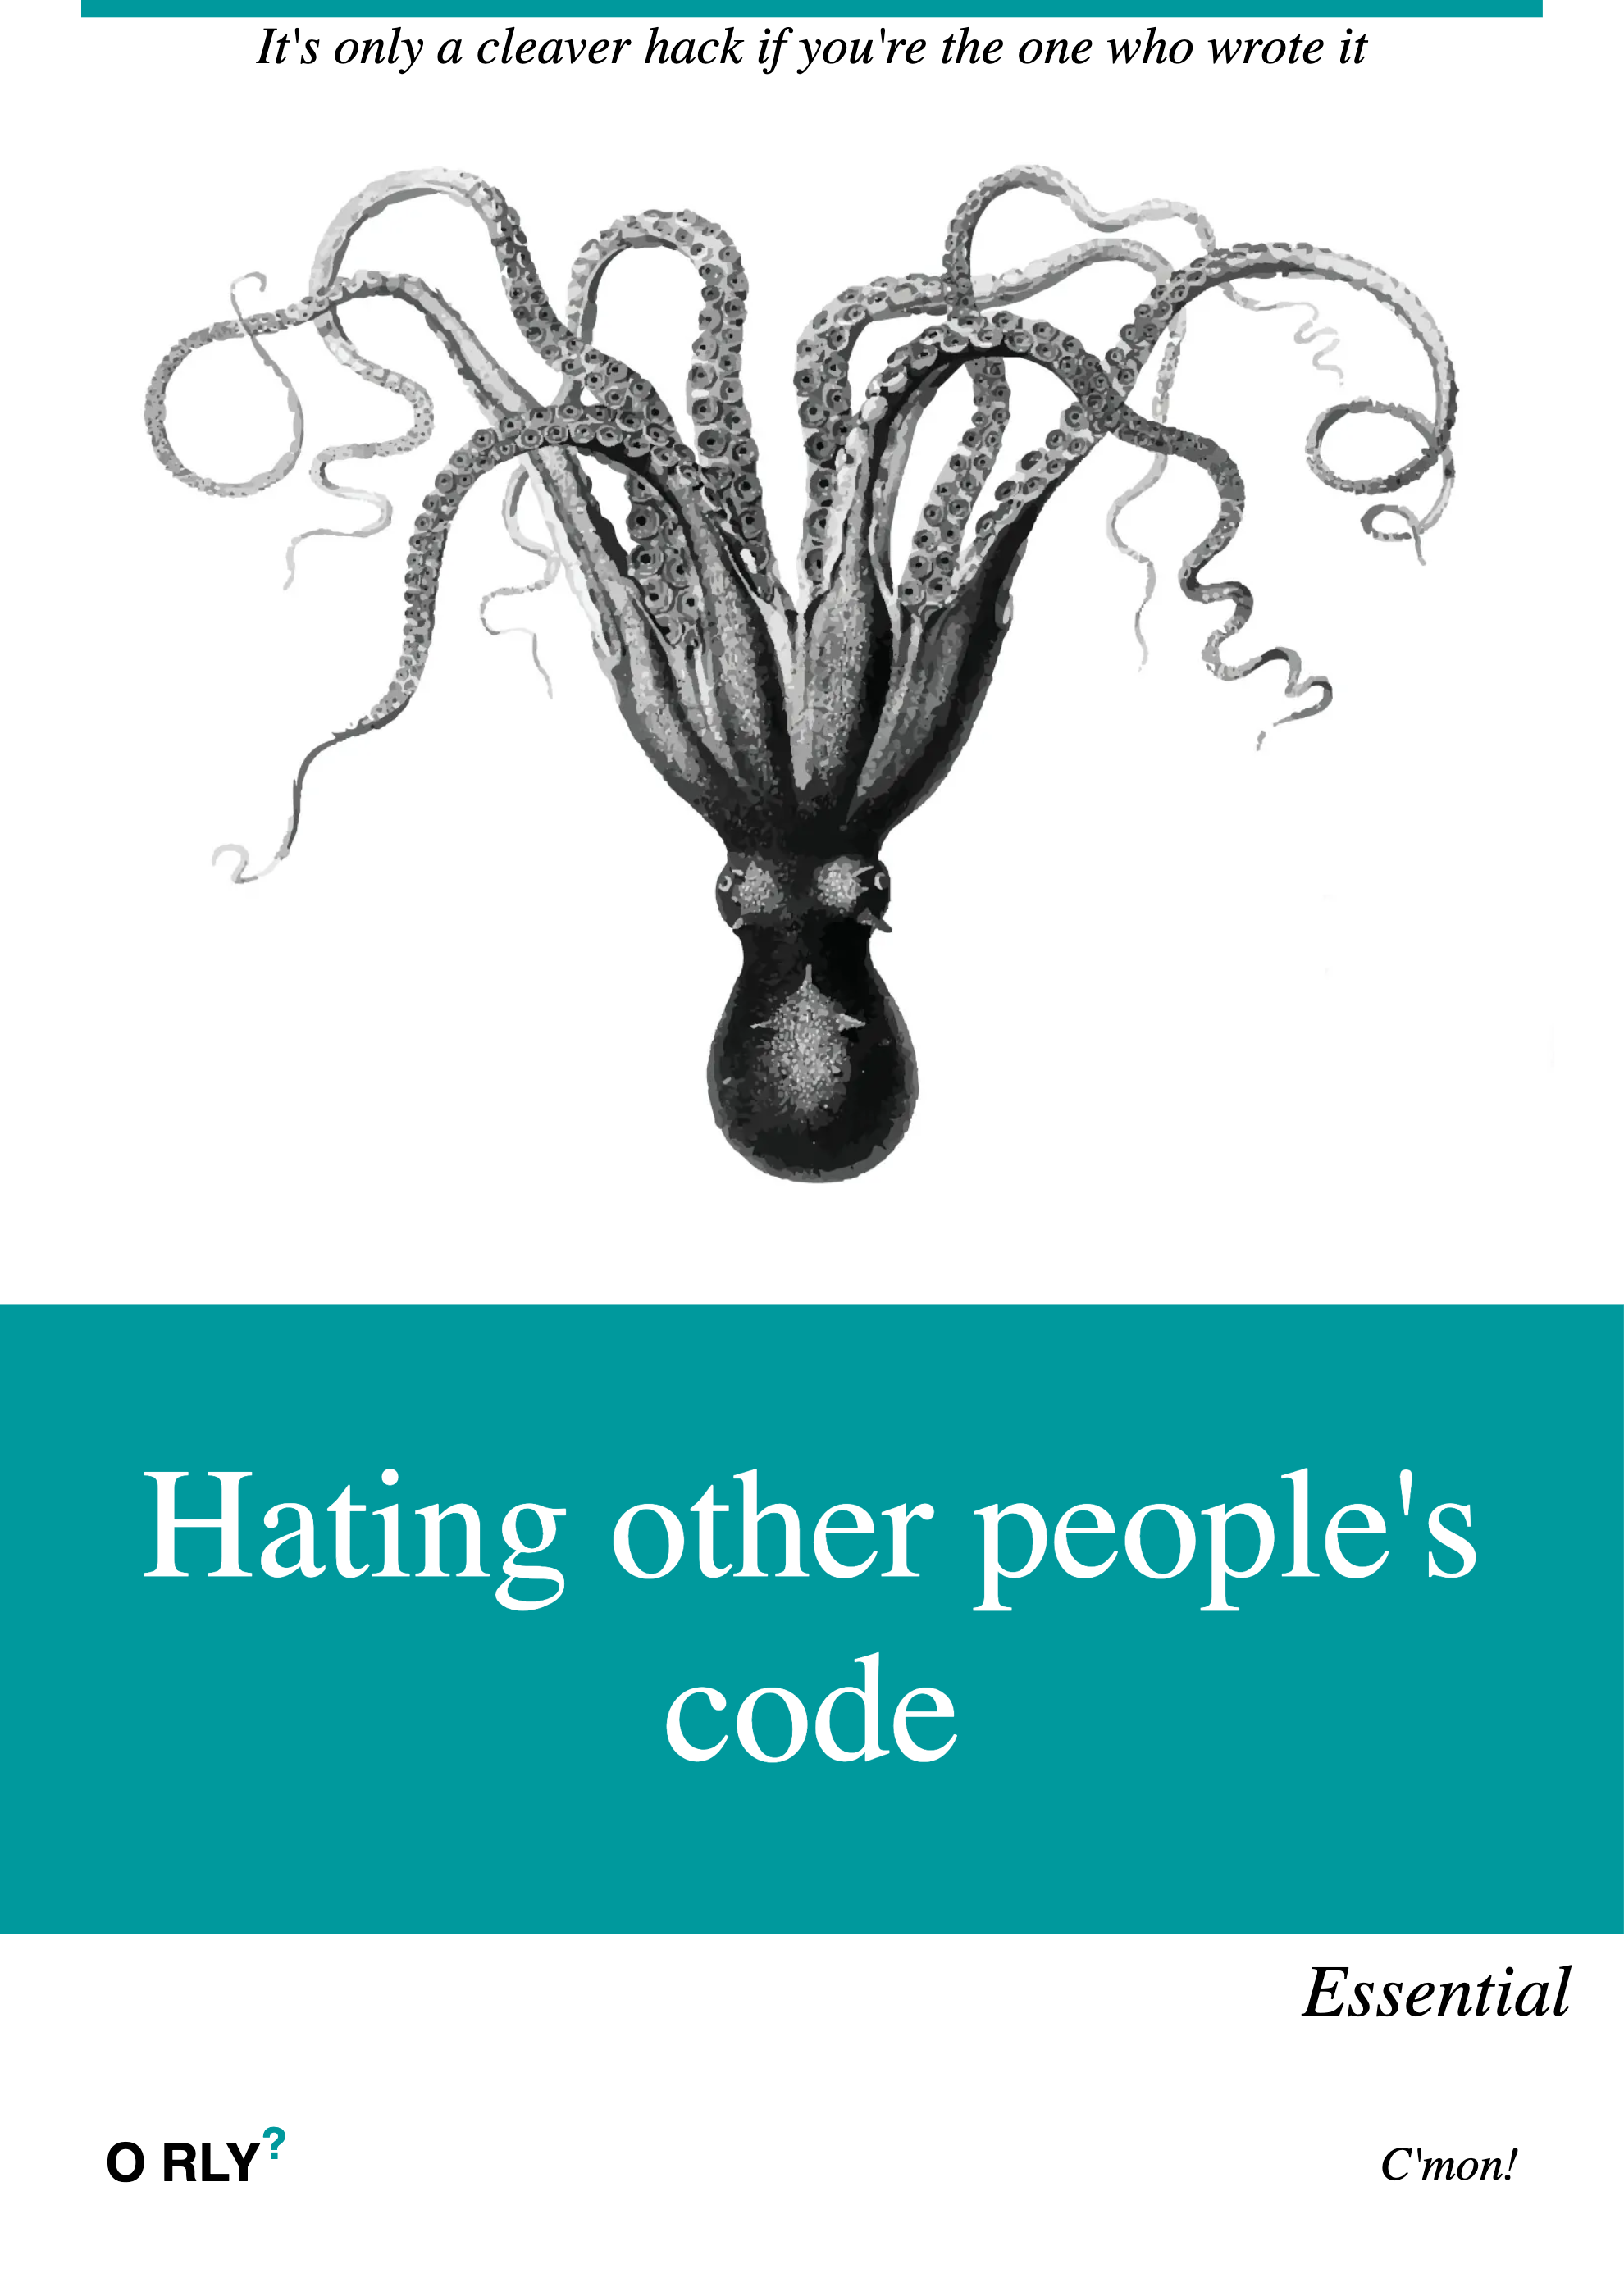 It's only a cleaver hack if you're the one who wrote it
Hating other people's
code
Essential
O RLY?
C'mon!